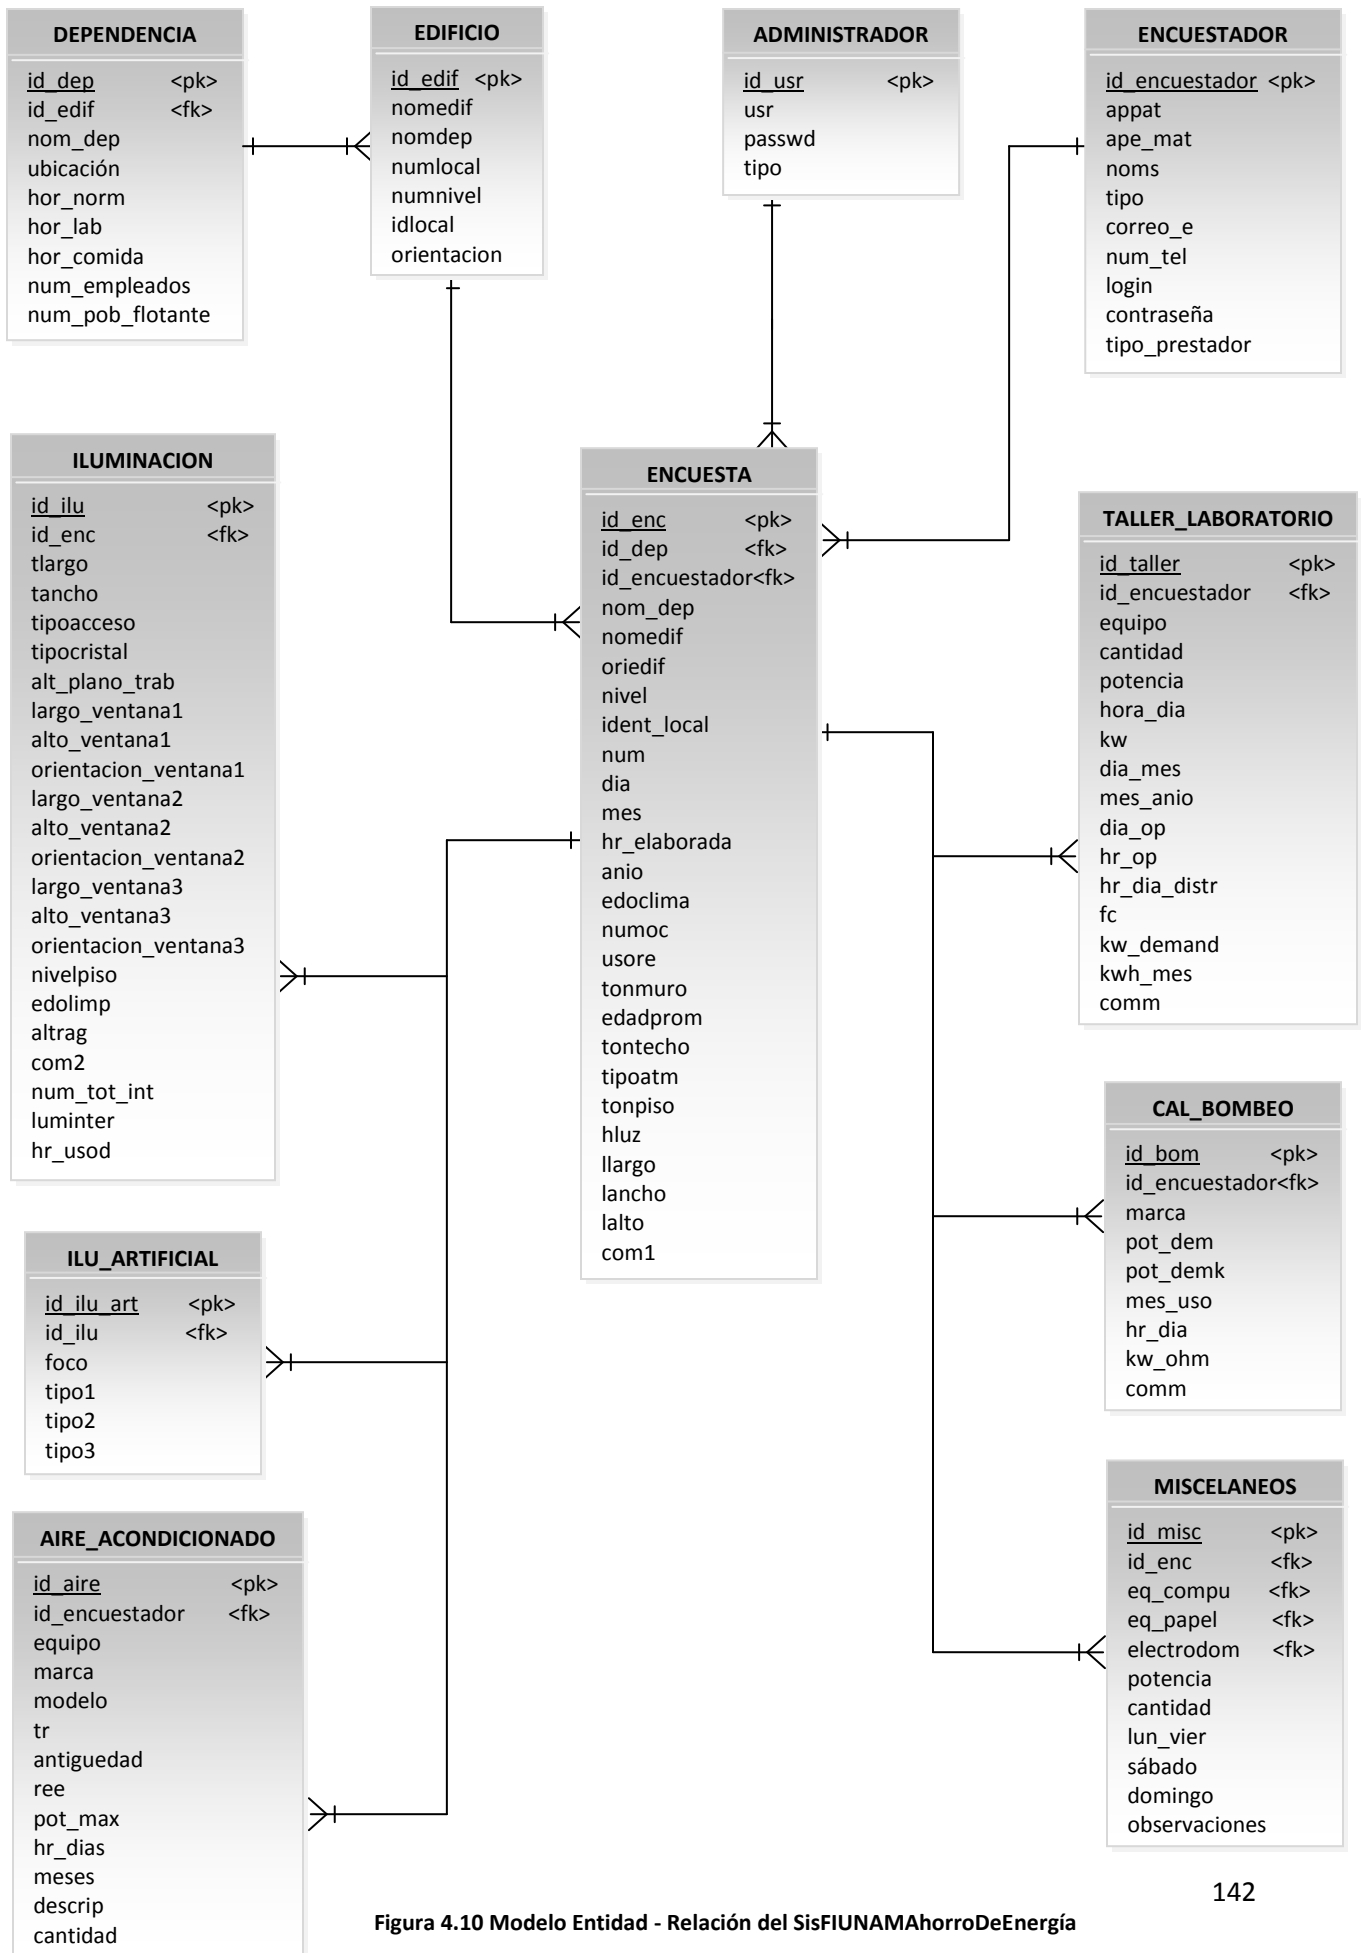 DEPENDENCIA
id_dep <pk>
id_edif <fk>
nom_dep
ubicación
hor_norm
hor_lab
hor_comida
num_empleados
num_pob_flotante
EDIFICIO
id_edif <pk>
nomedif
nomdep
numlocal
numnivel
idlocal
orientacion
ADMINISTRADOR
id_usr <pk>
usr
passwd
tipo
ENCUESTADOR
id_encuestador <pk>
appat
ape_mat
noms
tipo
correo_e
num_tel
login
contraseña
tipo_prestador
ILUMINACION
id_ilu <pk>
id_enc <fk>
tlargo
tancho
tipoacceso
tipocristal
alt_plano_trab
largo_ventana1
alto_ventana1
orientacion_ventana1
largo_ventana2
alto_ventana2
orientacion_ventana2
largo_ventana3
alto_ventana3
orientacion_ventana3
nivelpiso
edolimp
altrag
com2
num_tot_int
luminter
hr_usod
ENCUESTA
id_enc <pk>
id_dep <fk>
id_encuestador<fk>
nom_dep
nomedif
oriedif
nivel
ident_local
num
dia
mes
hr_elaborada
anio
edoclima
numoc
usore
tonmuro
edadprom
tontecho
tipoatm
tonpiso
hluz
llargo
lancho
lalto
com1
TALLER_LABORATORIO
id_taller <pk>
id_encuestador <fk>
equipo
cantidad
potencia
hora_dia
kw
dia_mes
mes_anio
dia_op
hr_op
hr_dia_distr
fc
kw_demand
kwh_mes
comm
CAL_BOMBEO
id_bom <pk>
id_encuestador<fk>
marca
pot_dem
pot_demk
mes_uso
hr_dia
kw_ohm
comm
ILU_ARTIFICIAL
id_ilu_art <pk>
id_ilu <fk>
foco
tipo1
tipo2
tipo3
MISCELANEOS
id_misc <pk>
id_enc <fk>
eq_compu <fk>
eq_papel <fk>
electrodom <fk>
potencia
cantidad
lun_vier
sábado
domingo
observaciones
AIRE_ACONDICIONADO
id_aire <pk>
id_encuestador <fk>
equipo
marca
modelo
tr
antiguedad
ree
pot_max
hr_dias
meses
descrip
cantidad
142
Figura 4.10 Modelo Entidad - Relación del SisFIUNAMAhorroDeEnergía